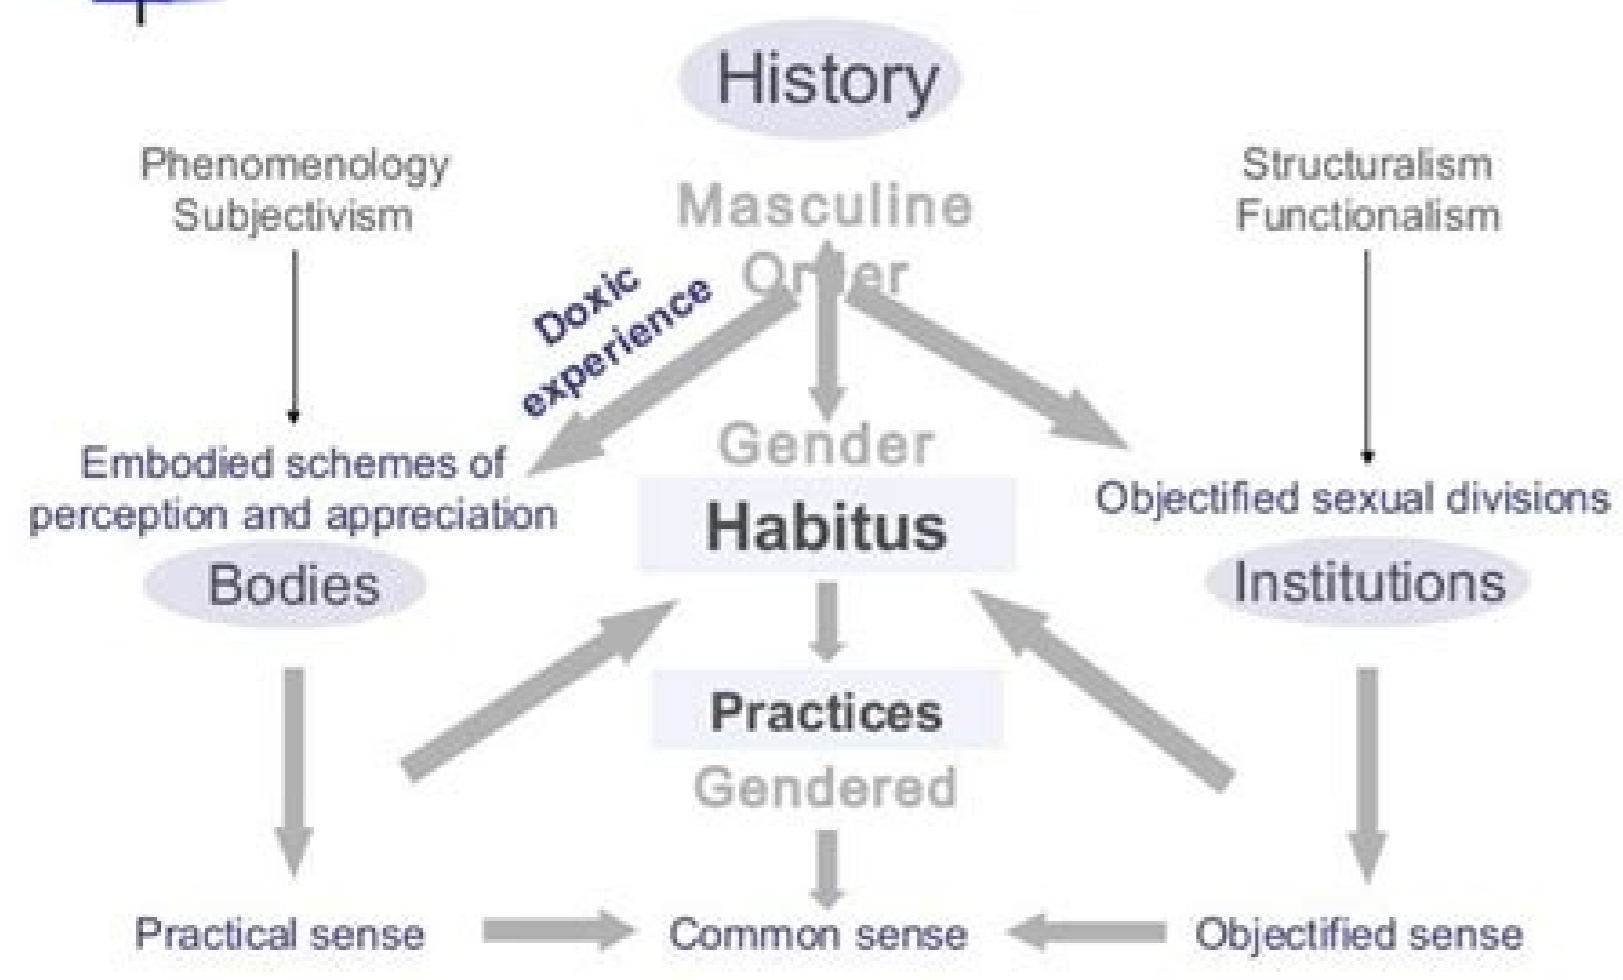 History
Phenomenology
Subjectivism
Masculine
Order
Structuralism
Functionalism
Doxic
experience
Embodied schemes of
perception and appreciation
Bodies
Gender
Habitus
Objectified sexual divisions
Institutions
Practices
Gendered
Practical sense
Common sense
Objectified sense